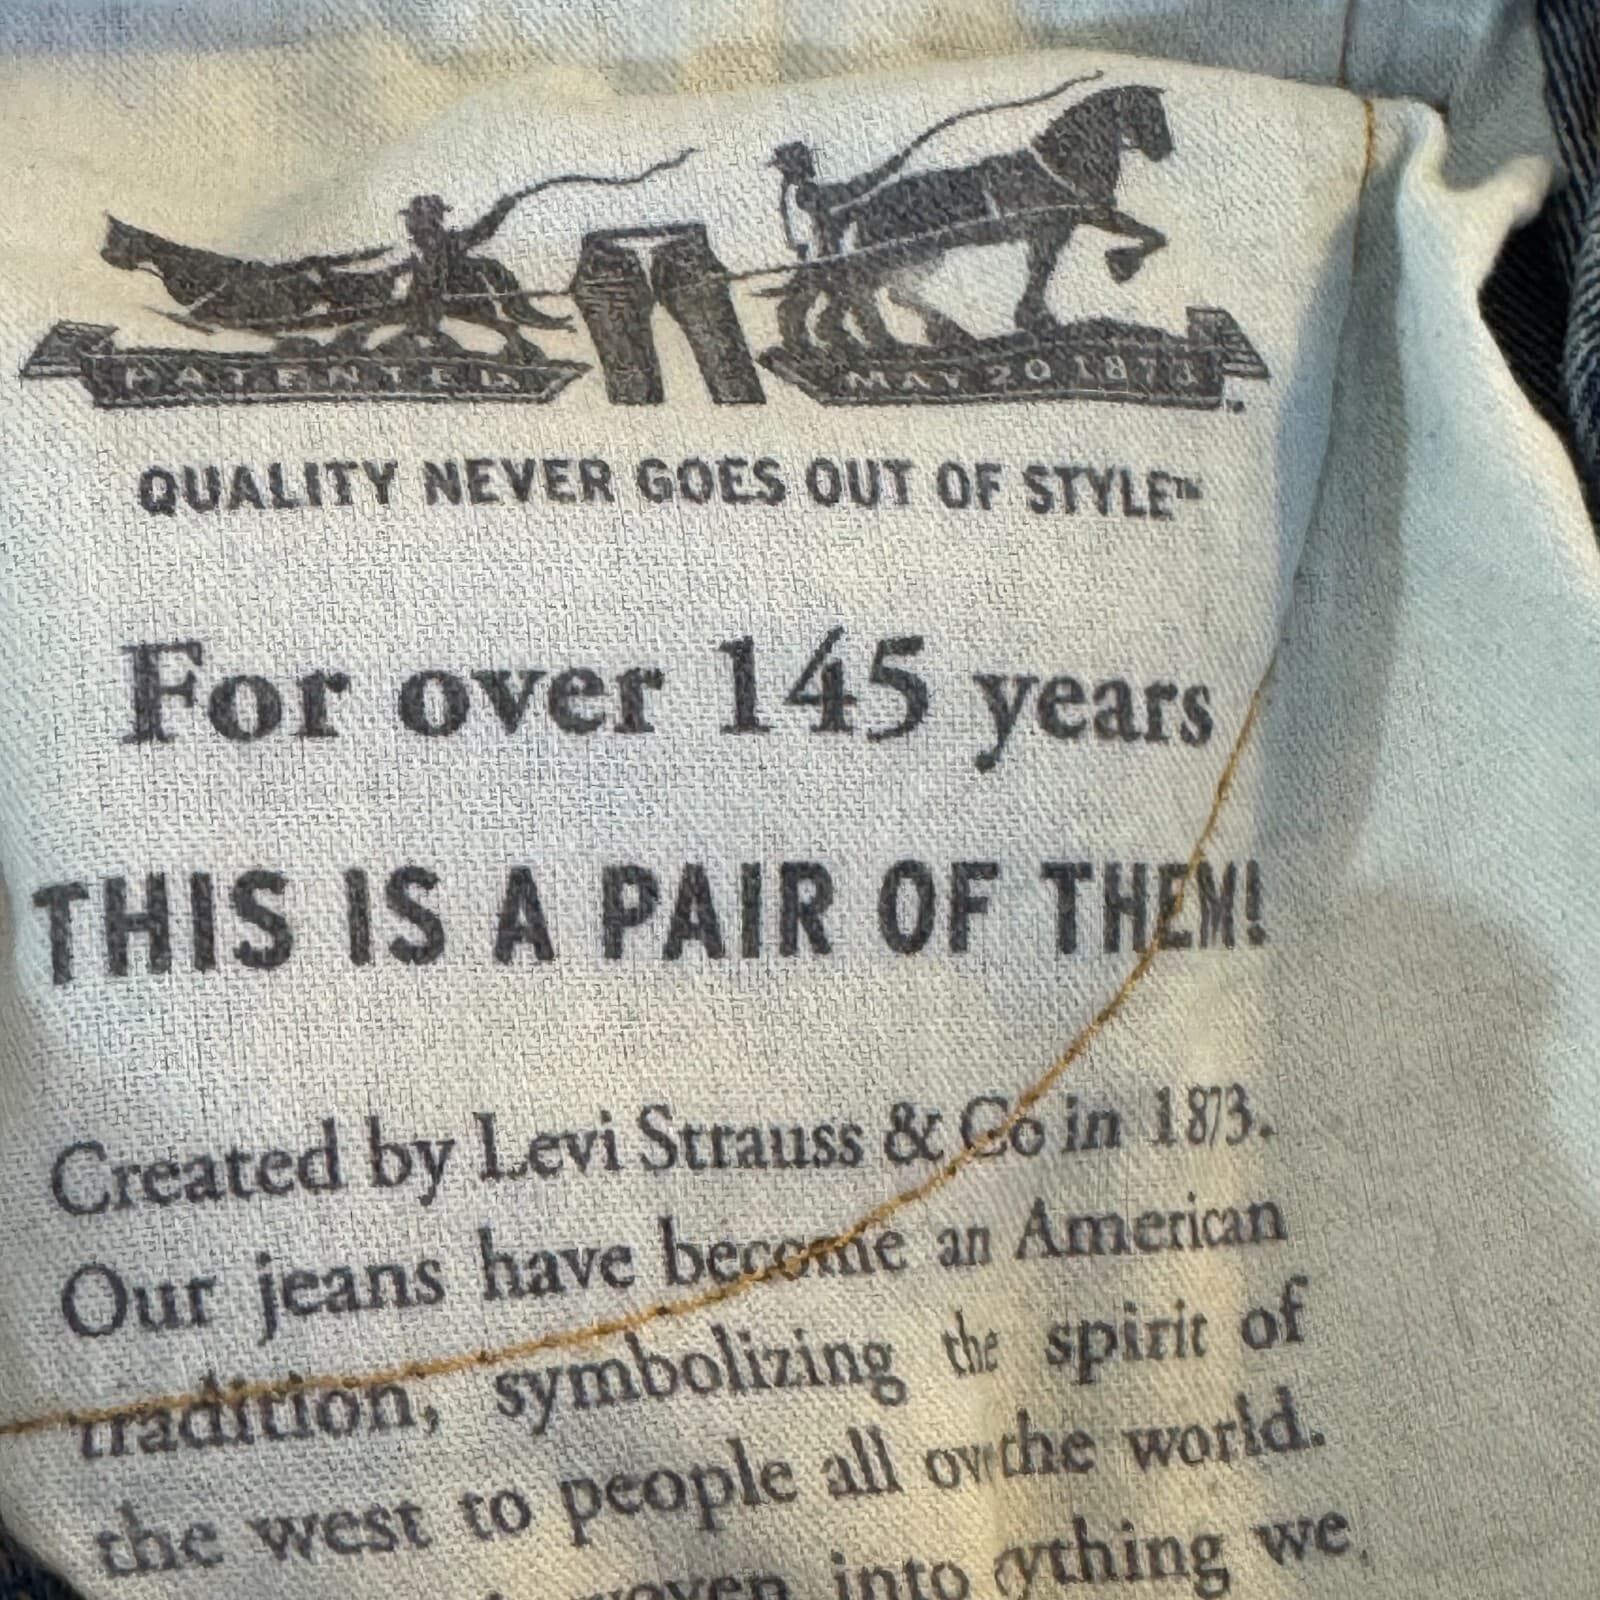 PATENTED MAY 20 1873
QUALITY NEVER GOES OUT OF STYLE™
For over 145 years
THIS IS A PAIR OF THEM!
Created by Levi Strauss & Co in 1873.
Our jeans have become an American
tradition, symbolizing the spirit of
the west to people all the world.
into we